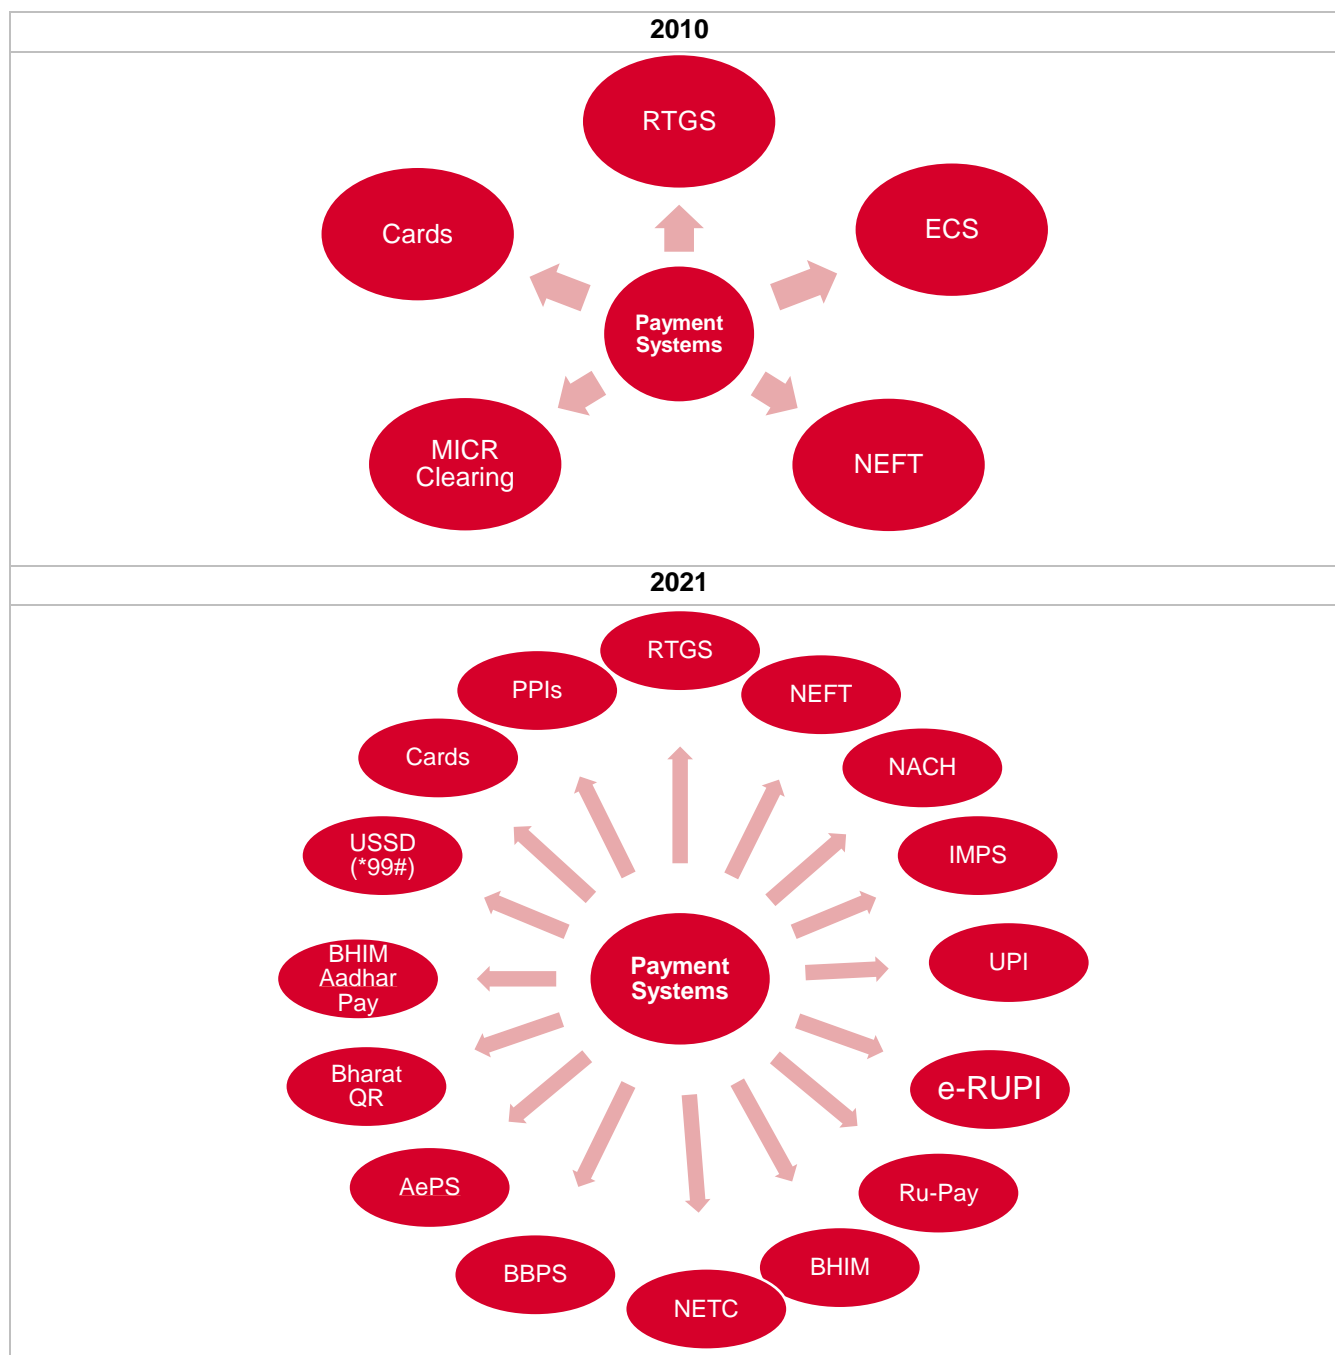 2010
RTGS
Cards
ECS
Payment
Systems
MICR
Clearing
NEFT
2021
RTGS
PPIs
NEFT
Cards
NACH
USSD
(*99#)
IMPS
BHIM
Aadhar
Pay
Payment
Systems
UPI
Bharat
QR
e-RUPI
AePS
Ru-Pay
BBPS
BHIM
NETC